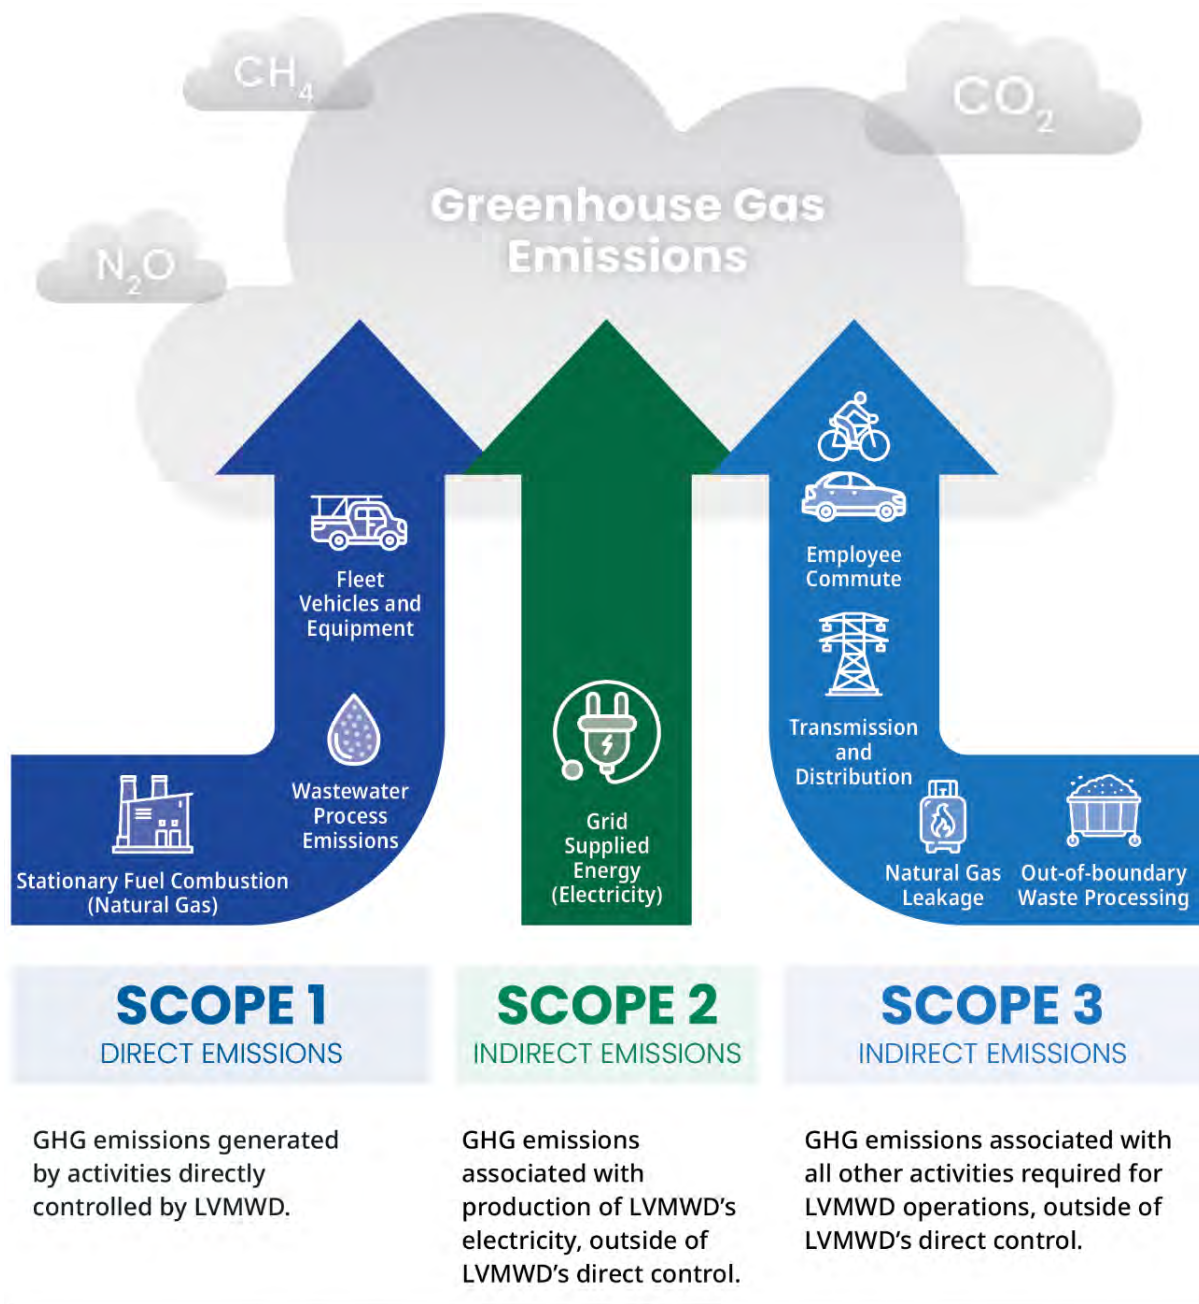 CH4
CO2
N2O
Greenhouse Gas
Emissions
Fleet
Vehicles and
Equipment
Wastewater
Process
Emissions
Stationary Fuel Combustion
(Natural Gas)
Grid
Supplied
Energy
(Electricity)
Employee
Commute
Transmission
and
Distribution
Natural Gas
Leakage
Out-of-boundary
Waste Processing
SCOPE 1
DIRECT EMISSIONS
GHG emissions generated
by activities directly
controlled by LVMWD.
SCOPE 2
INDIRECT EMISSIONS
GHG emissions
associated with
production of LVMWD's
electricity, outside of
LVMWD's direct control.
SCOPE 3
INDIRECT EMISSIONS
GHG emissions associated with
all other activities required for
LVMWD operations, outside of
LVMWD's direct control.